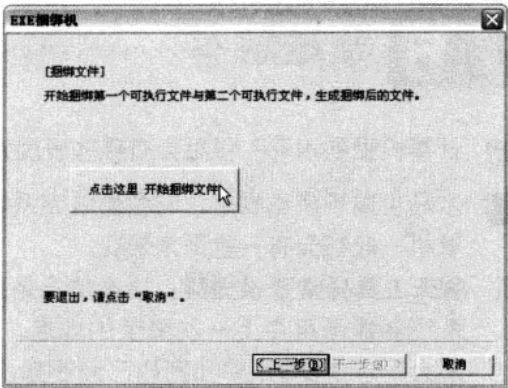 EXE捆绑机
[捆绑文件]
开始捆绑第一个可执行文件与第二个可执行文件，生成捆绑后的文件。
点击这里 开始捆绑文件
要退出，请点击“取消”。
< 上一步(B) 下一步(N) > 取消